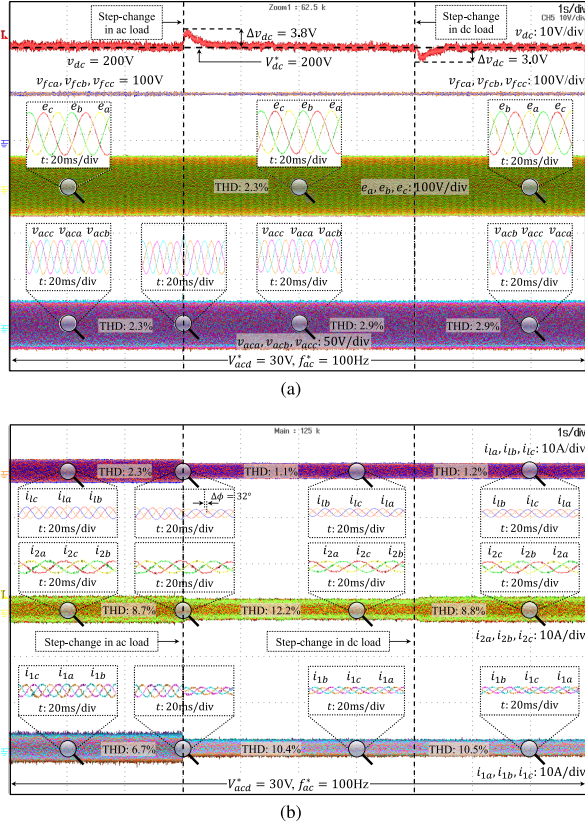 Zoom1 : 62.5 k
1s/div
CH5 10V/div
Step-change in ac load
Δv_dc = 3.8V
Step-change in dc load
v_dc: 10V/div
v_dc = 200V
V*_dc = 200V
Δv_dc = 3.0V
v_fca, v_fcb, v_fcc = 100V
v_fca, v_fcb, v_fcc: 100V/div
e_c e_b e_a
e_c e_b e_a
e_b e_a e_c
t: 20ms/div
t: 20ms/div
t: 20ms/div
THD: 2.3%
e_a, e_b, e_c: 100V/div
v_acc v_aca v_acb
v_acc v_aca v_acb
v_acb v_acc v_aca
t: 20ms/div
t: 20ms/div
t: 20ms/div
t: 20ms/div
THD: 2.3%
THD: 2.9%
THD: 2.9%
v_aca, v_acb, v_acc: 50V/div
V*_acd = 30V, f*_ac = 100Hz
(a)
Main : 125 k
1s/div
i_la, i_lb, i_lc: 10A/div
THD: 2.3%
THD: 1.1%
THD: 1.2%
i_lc i_la i_lb
Δϕ = 32°
i_lb i_lc i_la
i_lb i_lc i_la
t: 20ms/div
t: 20ms/div
t: 20ms/div
t: 20ms/div
i_2a i_2c i_2b
i_2a i_2c i_2b
i_2c i_2b i_2a
t: 20ms/div
t: 20ms/div
t: 20ms/div
t: 20ms/div
THD: 8.7%
THD: 12.2%
THD: 8.8%
i_2a, i_2b, i_2c: 10A/div
Step-change in ac load
Step-change in dc load
i_1c i_1a i_1b
i_1b i_1c i_1a
i_1b i_1c i_1a
t: 20ms/div
t: 20ms/div
t: 20ms/div
t: 20ms/div
THD: 6.7%
THD: 10.4%
THD: 10.5%
i_1a, i_1b, i_1c: 10A/div
V*_acd = 30V, f*_ac = 100Hz
(b)